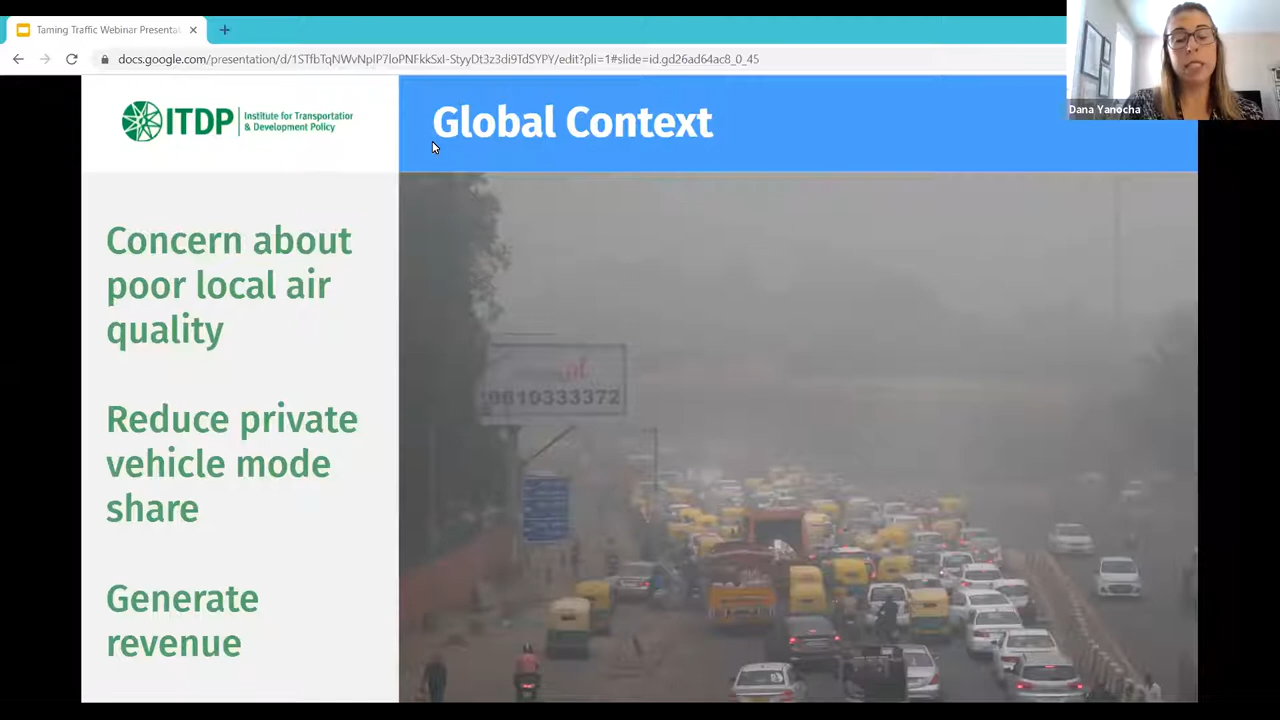 Taming Traffic Webinar Presenta
docs.google.com/presentation/d/1STfbTqNWvNpIP7loPNFkkSxI-StyyDt3z3di9TdSYPY/edit?pli=1#slide=id.gd26ad64ac8_0_45
Dana Yanocha
ITDP
Institute for Transportation
& Development Policy
Global Context
Concern about
poor local air
quality
Reduce private
vehicle mode
share
Generate
revenue
9810333372